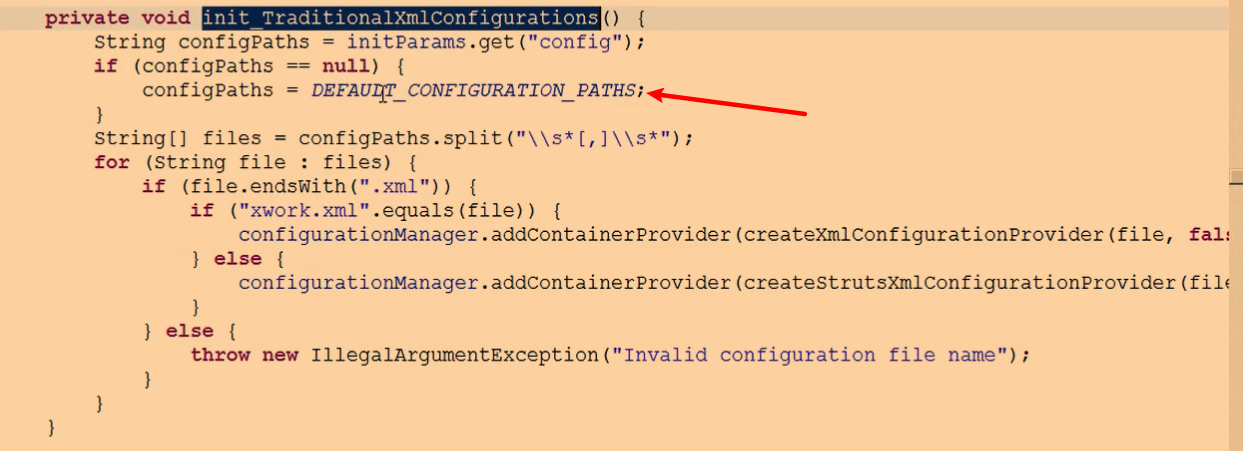 private void init_TraditionalXmlConfigurations() {
String configPaths = initParams.get("config");
if (configPaths == null) {
configPaths = DEFAULT_CONFIGURATION_PATHS;
}
String[] files = configPaths.split("\\s*[,]\\s*");
for (String file : files) {
if (file.endsWith(".xml")) {
if ("xwork.xml".equals(file)) {
configurationManager.addContainerProvider(createXmlConfigurationProvider(file, fals
} else {
configurationManager.addContainerProvider(createStrutsXmlConfigurationProvider(file
}
} else {
throw new IllegalArgumentException("Invalid configuration file name");
}
}
}